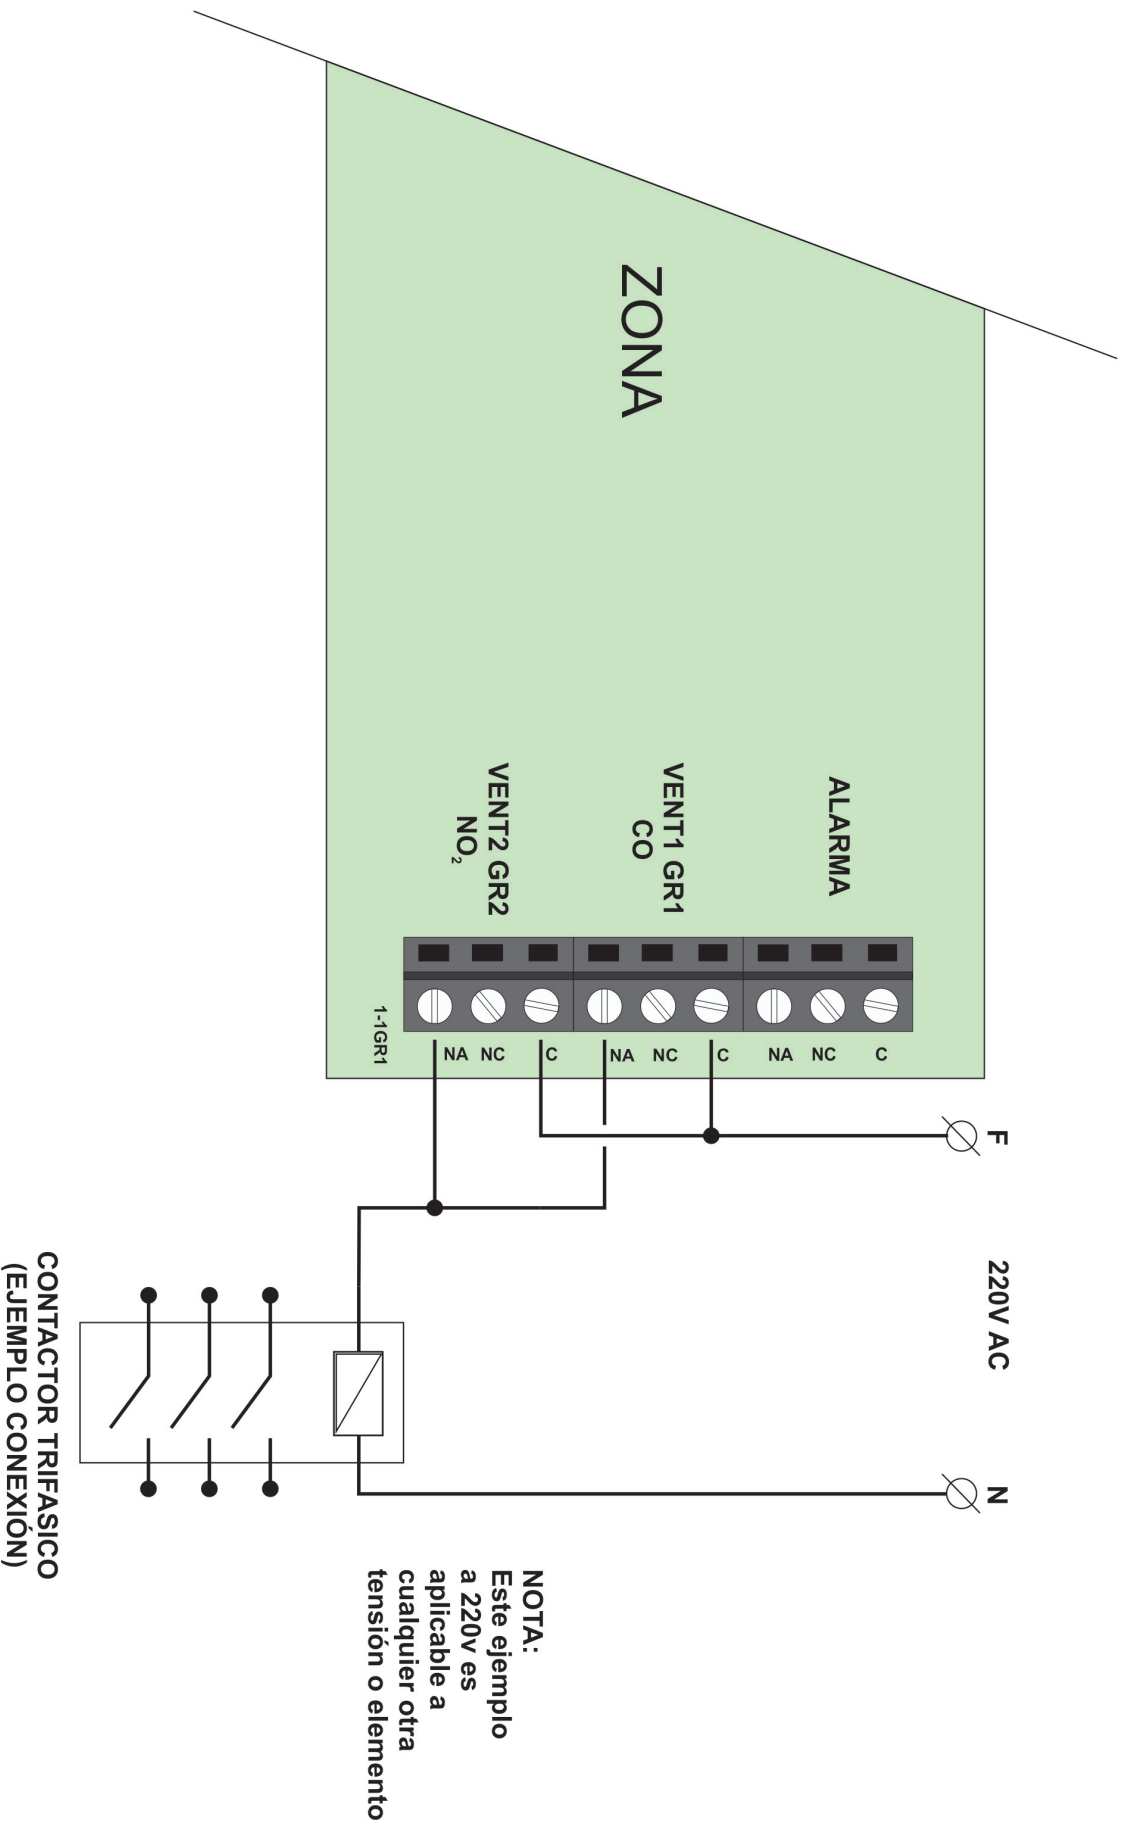 ZONA
ALARMA
VENT1 GR1
CO
VENT2 GR2
NO₂
C
NC
NA
C
NC
NA
C
NC
NA
1-1GR1
F
220V AC
N
NOTA:
Este ejemplo
a 220v es
aplicable a
cualquier otra
tensión o elemento
CONTACTOR TRIFASICO
(EJEMPLO CONEXIÓN)